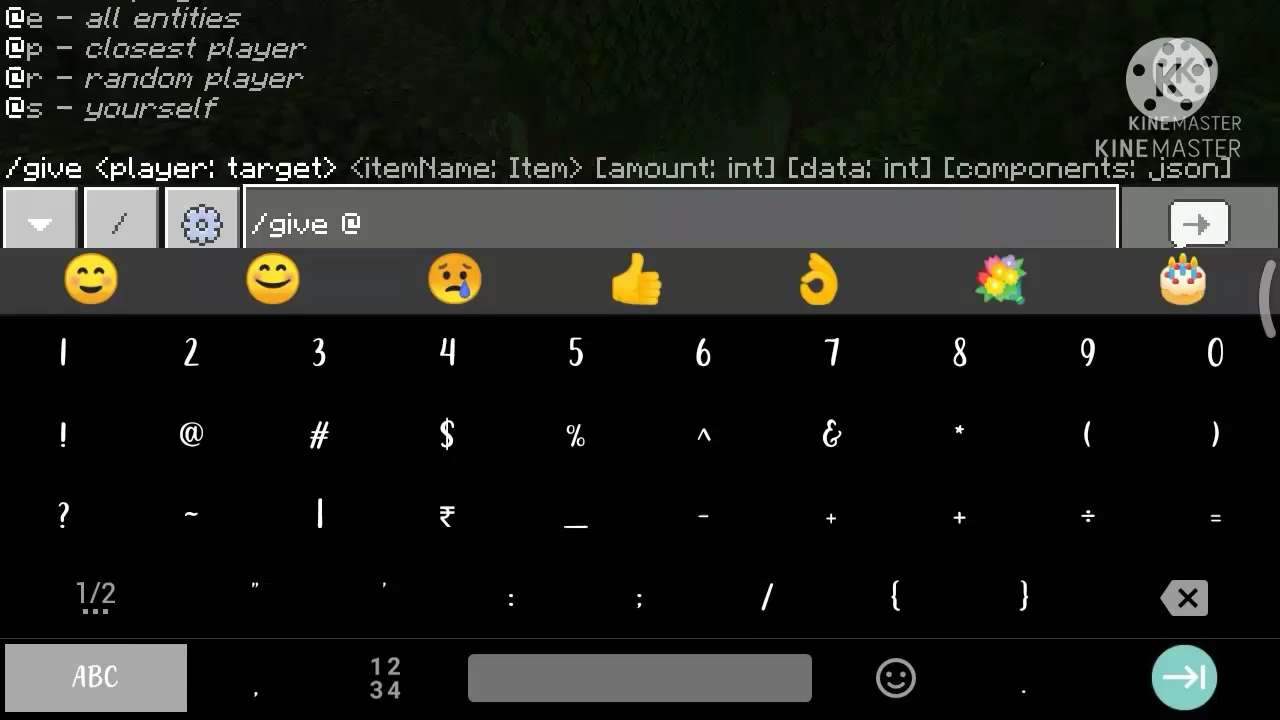 @e - all entities
@p - closest player
@r - random player
@s - yourself
KINEMASTER
KINEMASTER
/give <player: target> <itemName: Item> [amount: int] [data: int] [components: json]
/
/give @
1 2 3 4 5 6 7 8 9 0
! @ # $ % ^ & * ( )
? ~ | ₹ _ - + + ÷ =
1/2 " ' : ; / { }
ABC , 12 .
34